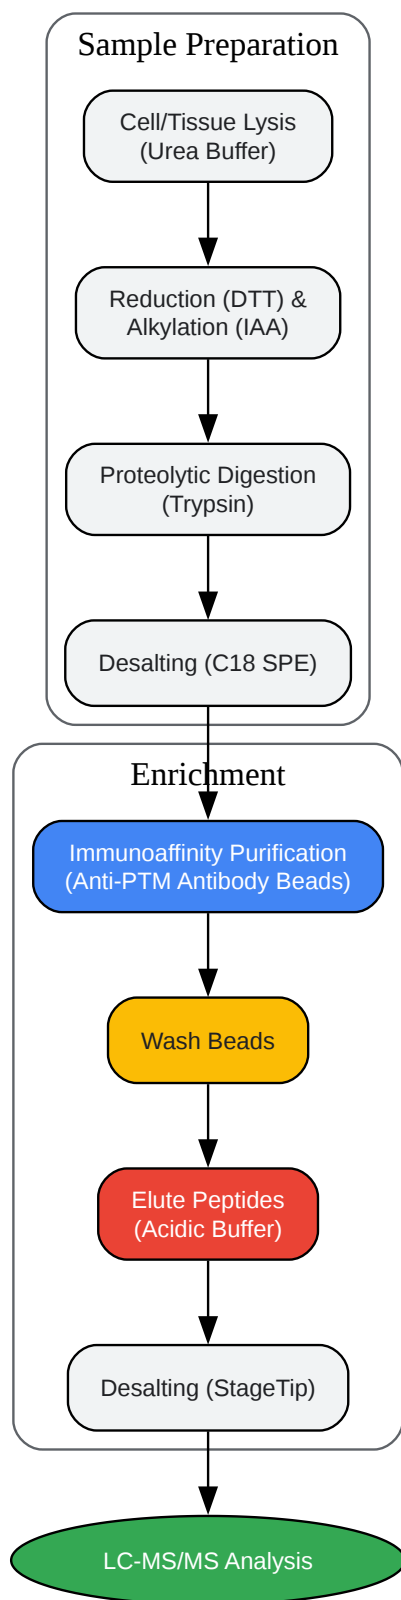 Sample Preparation
Cell/Tissue Lysis
(Urea Buffer)
Reduction (DTT) &
Alkylation (IAA)
Proteolytic Digestion
(Trypsin)
Desalting (C18 SPE)
Enrichment
Immunoaffinity Purification
(Anti-PTM Antibody Beads)
Wash Beads
Elute Peptides
(Acidic Buffer)
Desalting (StageTip)
LC-MS/MS Analysis